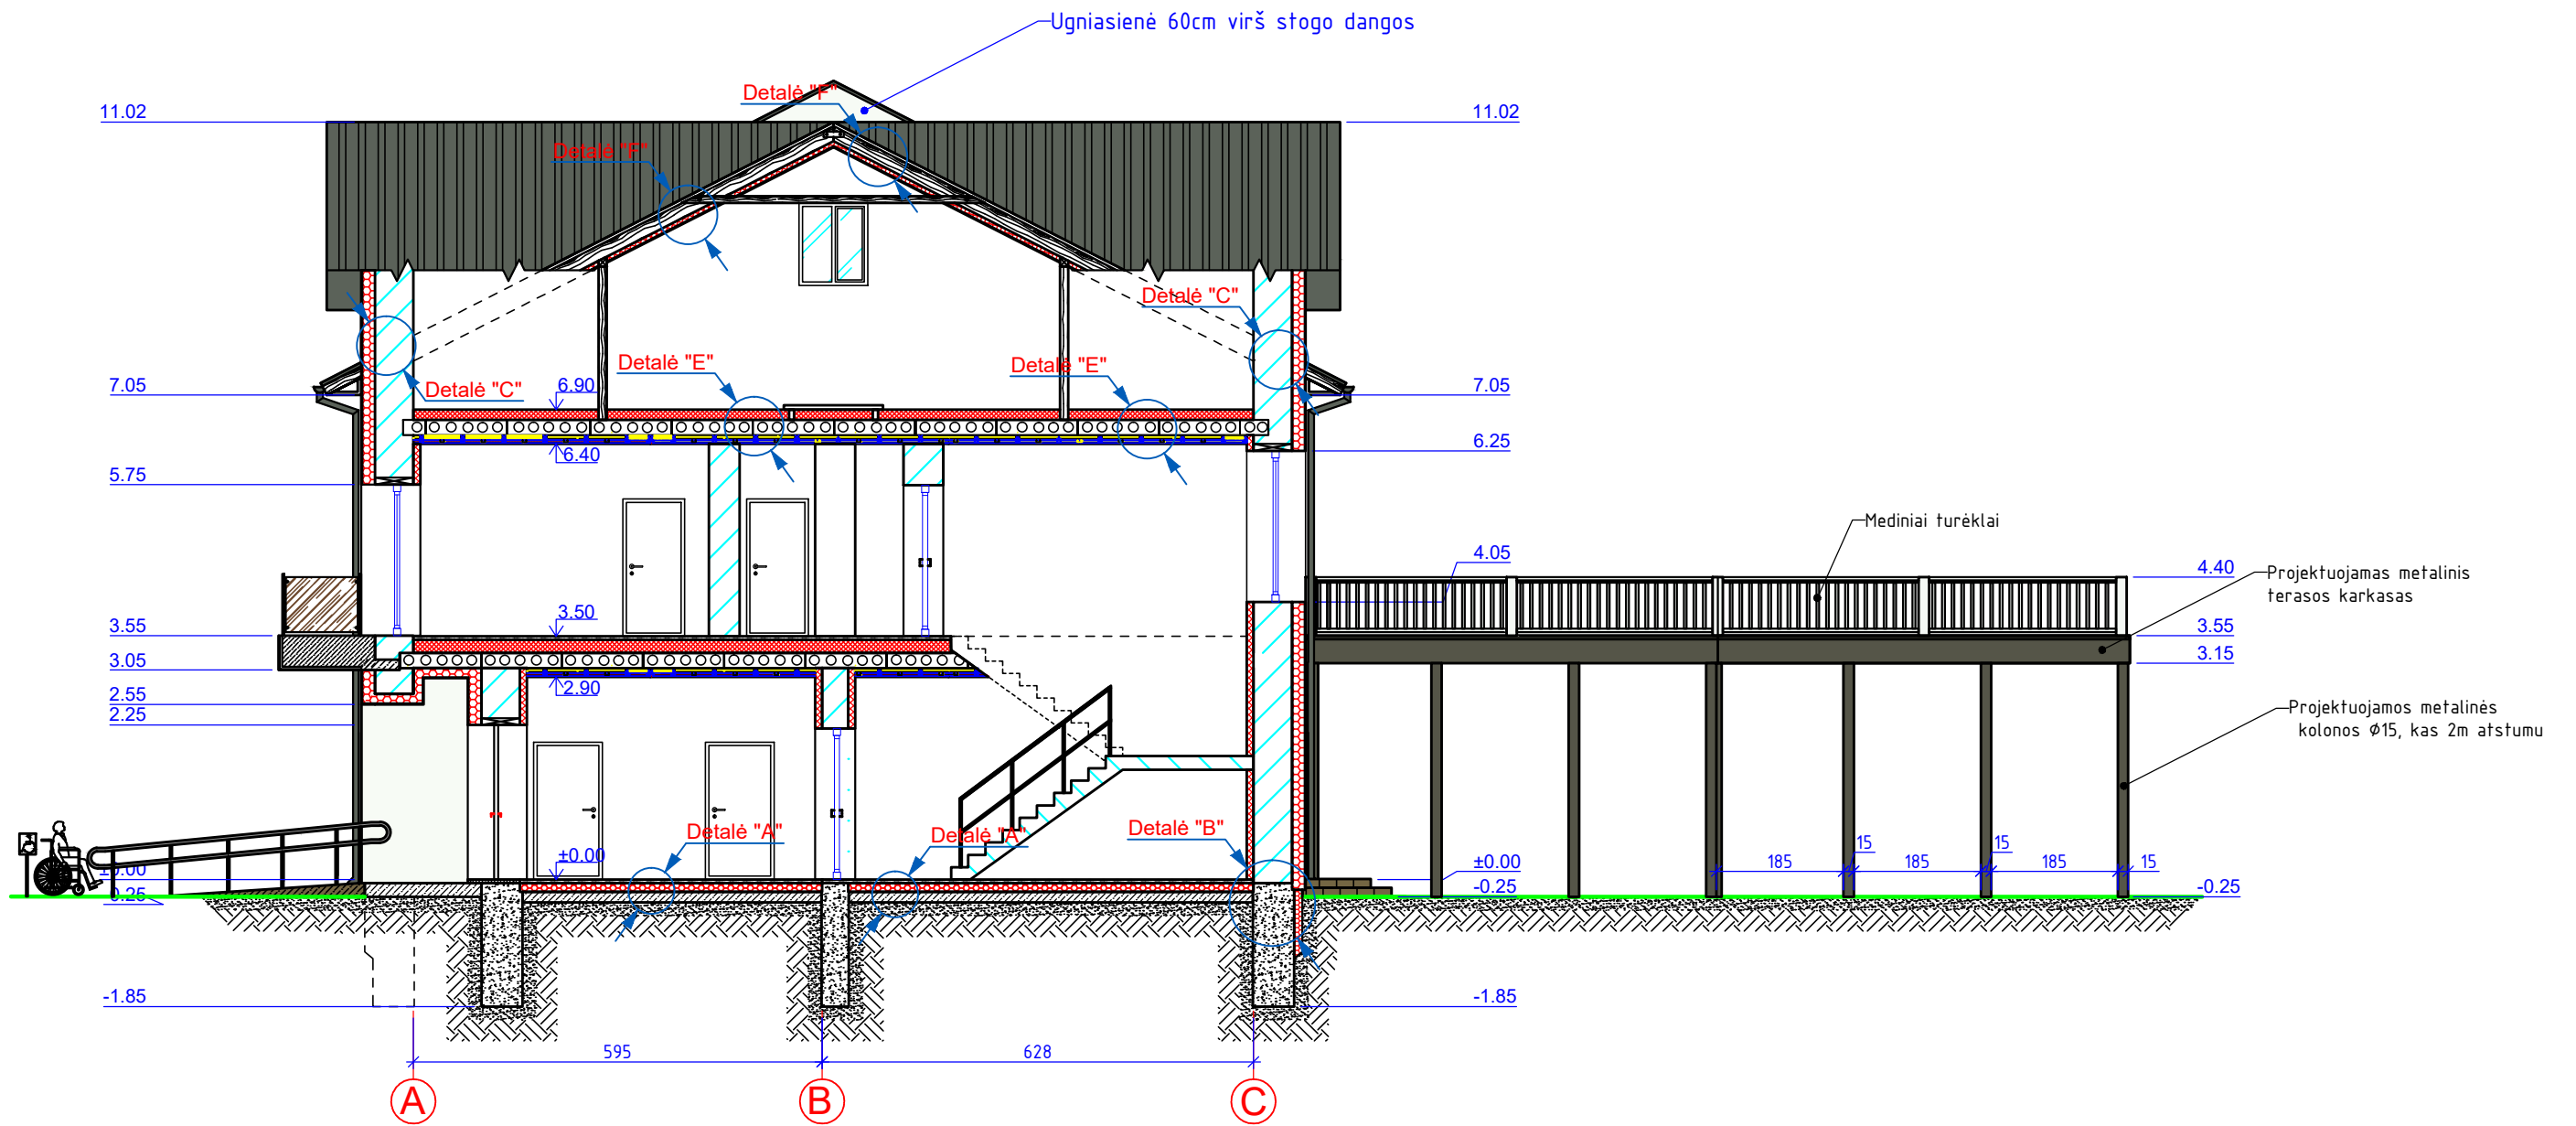 Ugniasienė 60cm virš stogo dangos
Detalė "F"
11.02
11.02
Detalė "F"
Detalė "C"
Detalė "E"
Detalė "E"
7.05
Detalė "C"
6.90
7.05
6.40
6.25
5.75
Mediniai turėklai
4.05
4.40
Projektuojamas metalinis
terasos karkasas
3.55
3.50
3.55
3.05
3.15
2.90
2.55
2.25
Projektuojamos metalinės
kolonos Ø15, kas 2m atstumu
Detalė "A"
Detalė "A"
Detalė "B"
±0.00
±0.00
±0.00
185
15
185
15
185
15
-0.25
-0.25
-0.25
-1.85
-1.85
595
628
A
B
C